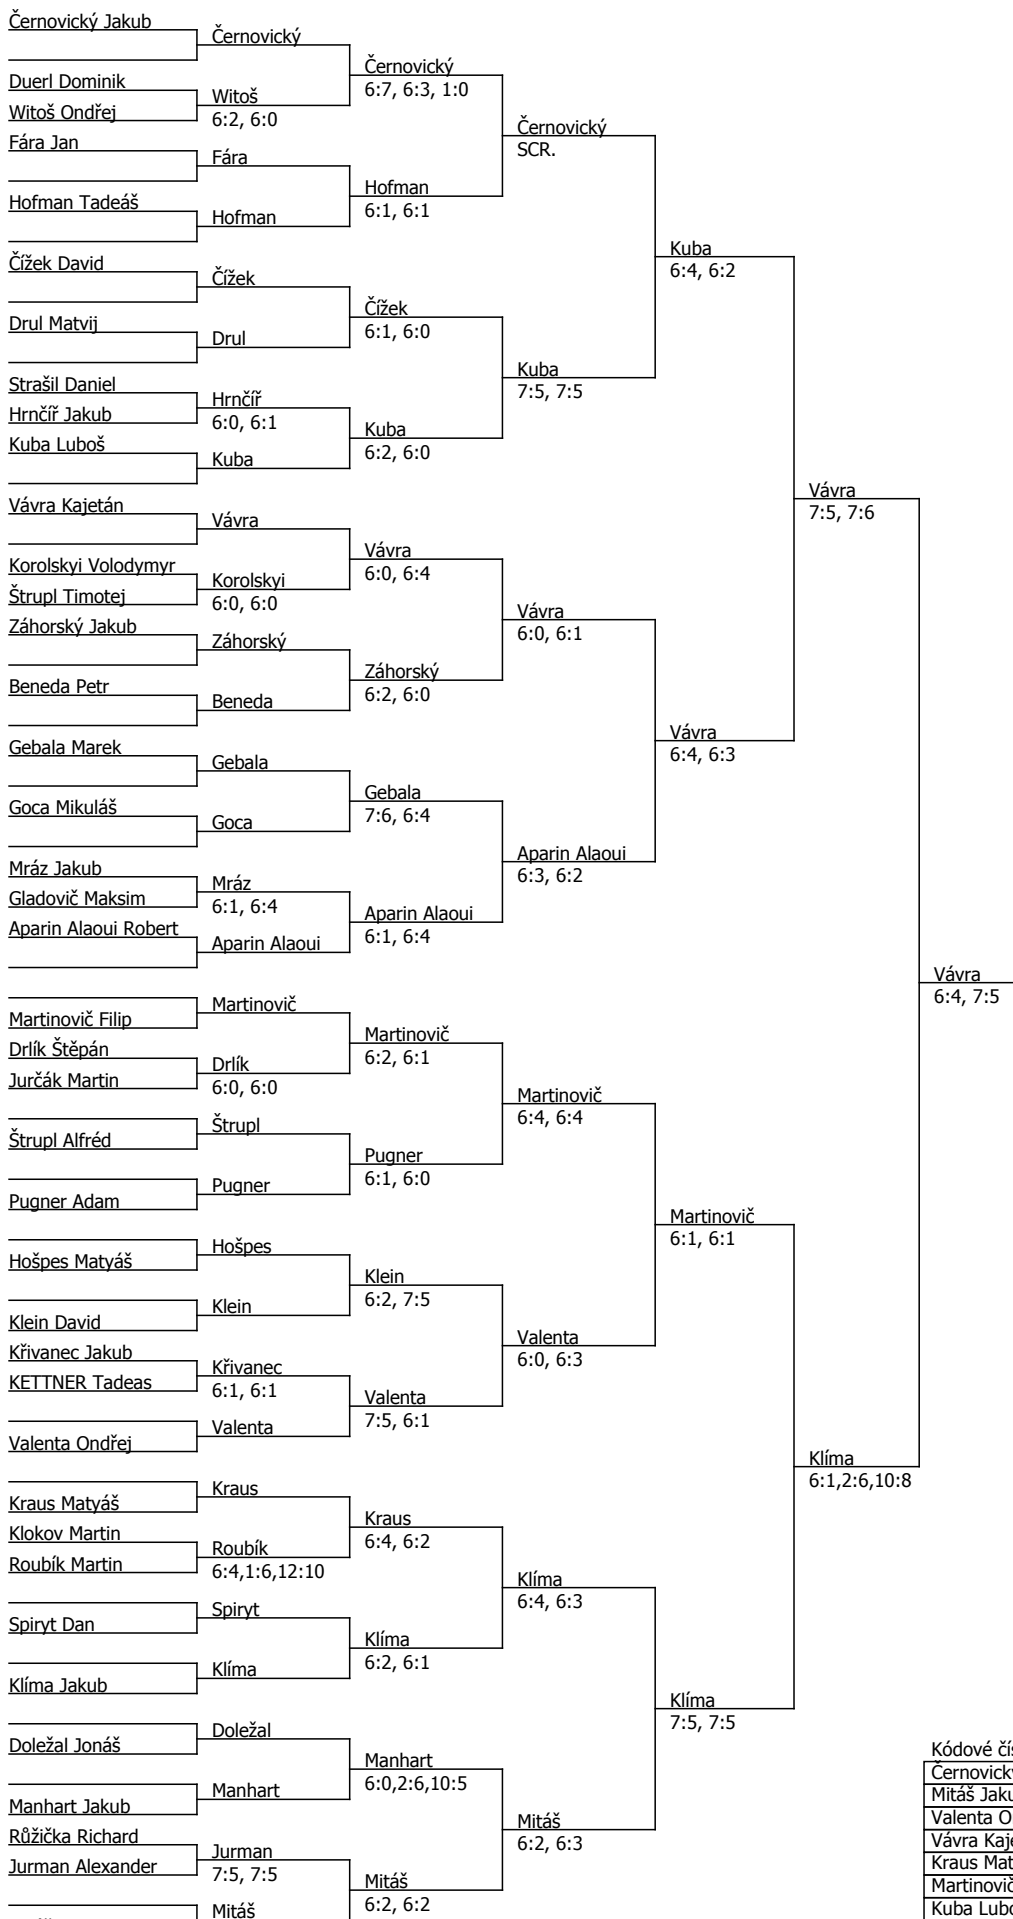 Černovický Jakub
Černovický
Duerl Dominik
Černovický
6:7, 6:3, 1:0
Witoš Ondřej
Witoš
6:2, 6:0
Černovický
SCR.
Fára Jan
Fára
Hofman
6:1, 6:1
Hofman Tadeáš
Hofman
Kuba
6:4, 6:2
Čížek David
Čížek
Čížek
6:1, 6:0
Drul Matvij
Drul
Kuba
7:5, 7:5
Strašil Daniel
Hrnčíř Jakub
Hrnčíř
6:0, 6:1
Kuba
6:2, 6:0
Kuba Luboš
Kuba
Vávra
7:5, 7:6
Vávra Kajetán
Vávra
Vávra
6:0, 6:4
Korolskyi Volodymyr
Štrupl Timotej
Korolskyi
6:0, 6:0
Vávra
6:0, 6:1
Záhorský Jakub
Záhorský
Záhorský
6:2, 6:0
Beneda Petr
Beneda
Vávra
6:4, 6:3
Gebala Marek
Gebala
Gebala
7:6, 6:4
Goca Mikuláš
Goca
Aparin Alaoui
6:3, 6:2
Mráz Jakub
Gladovič Maksim
Mráz
6:1, 6:4
Aparin Alaoui
6:1, 6:4
Aparin Alaoui Robert
Aparin Alaoui
Vávra
6:4, 7:5
Martinovič Filip
Martinovič
Martinovič
6:2, 6:1
Drlík Štěpán
Jurčák Martin
Drlík
6:0, 6:0
Martinovič
6:4, 6:4
Štrupl Alfréd
Štrupl
Pugner
6:1, 6:0
Pugner Adam
Pugner
Martinovič
6:1, 6:1
Hošpes Matyáš
Hošpes
Klein
6:2, 7:5
Klein David
Klein
Valenta
6:0, 6:3
Křivanec Jakub
KETTNER Tadeas
Křivanec
6:1, 6:1
Valenta
7:5, 6:1
Valenta Ondřej
Valenta
Klíma
6:1,2:6,10:8
Kraus Matyáš
Kraus
Kraus
6:4, 6:2
Klokov Martin
Roubík Martin
Roubík
6:4,1:6,12:10
Klíma
6:4, 6:3
Spiryt Dan
Spiryt
Klíma
6:2, 6:1
Klíma Jakub
Klíma
Klíma
7:5, 7:5
Doležal Jonáš
Doležal
Manhart
6:0,2:6,10:5
Manhart Jakub
Manhart
Mitáš
6:2, 6:3
Růžička Richard
Jurman Alexander
Jurman
7:5, 7:5
Mitáš
6:2, 6:2
Mitáš
Kódové
Černovick
Mitáš Jak
Valenta O
Vávra Kaj
Kraus Mat
Martinovič
Kuba Lub